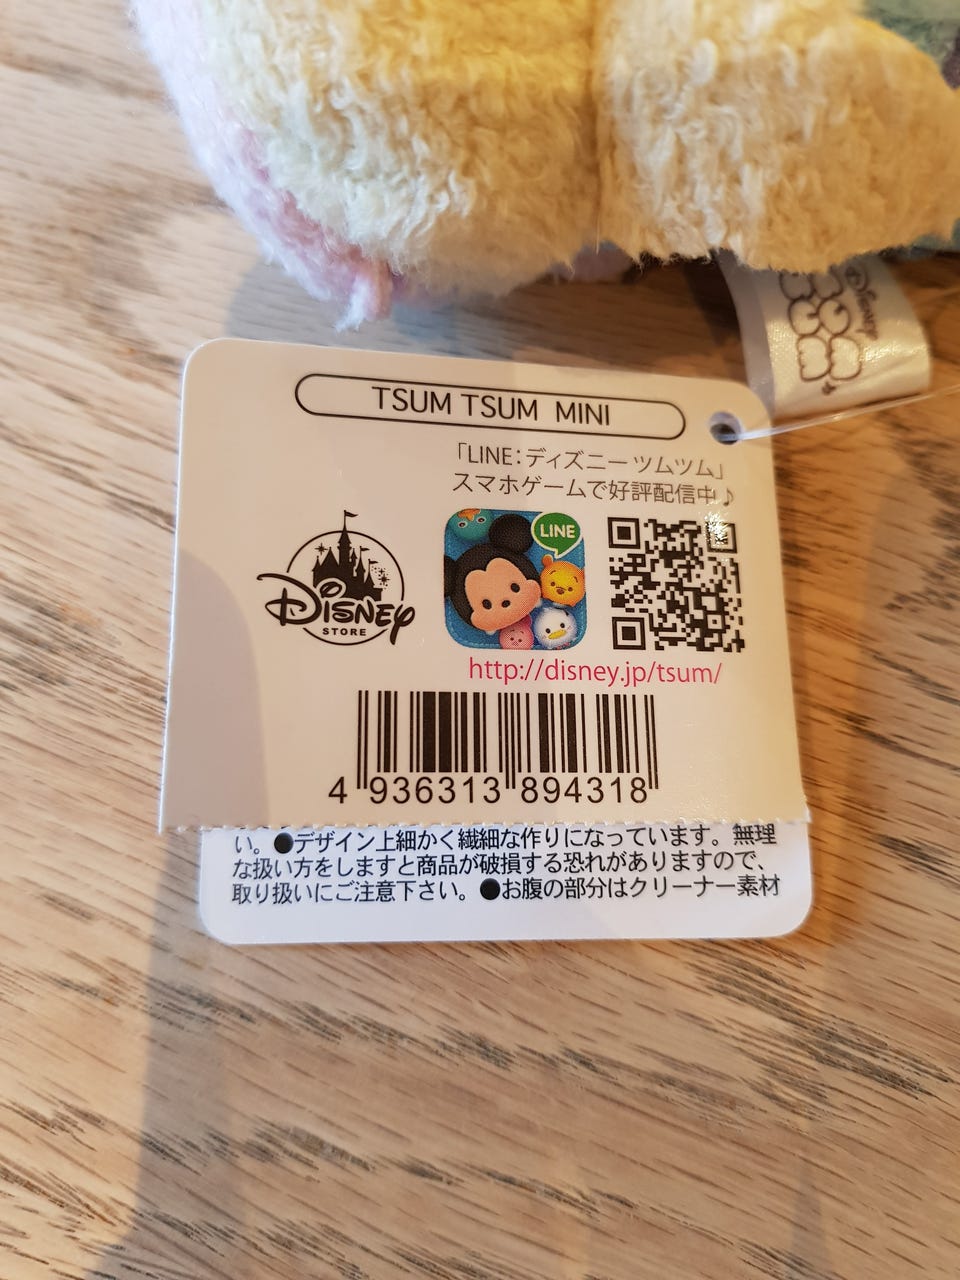 Disney
TSUM TSUM MINI
「LINE:ディズニー ツムツム」
スマホゲームで好評配信中♪
LINE
Disney
STORE
http://disney.jp/tsum/
4 936313 894318
い。●デザイン上細かく繊細な作りになっています。無理
な扱い方をしますと商品が破損する恐れがありますので、
取り扱いにご注意下さい。●お腹の部分はクリーナー素材